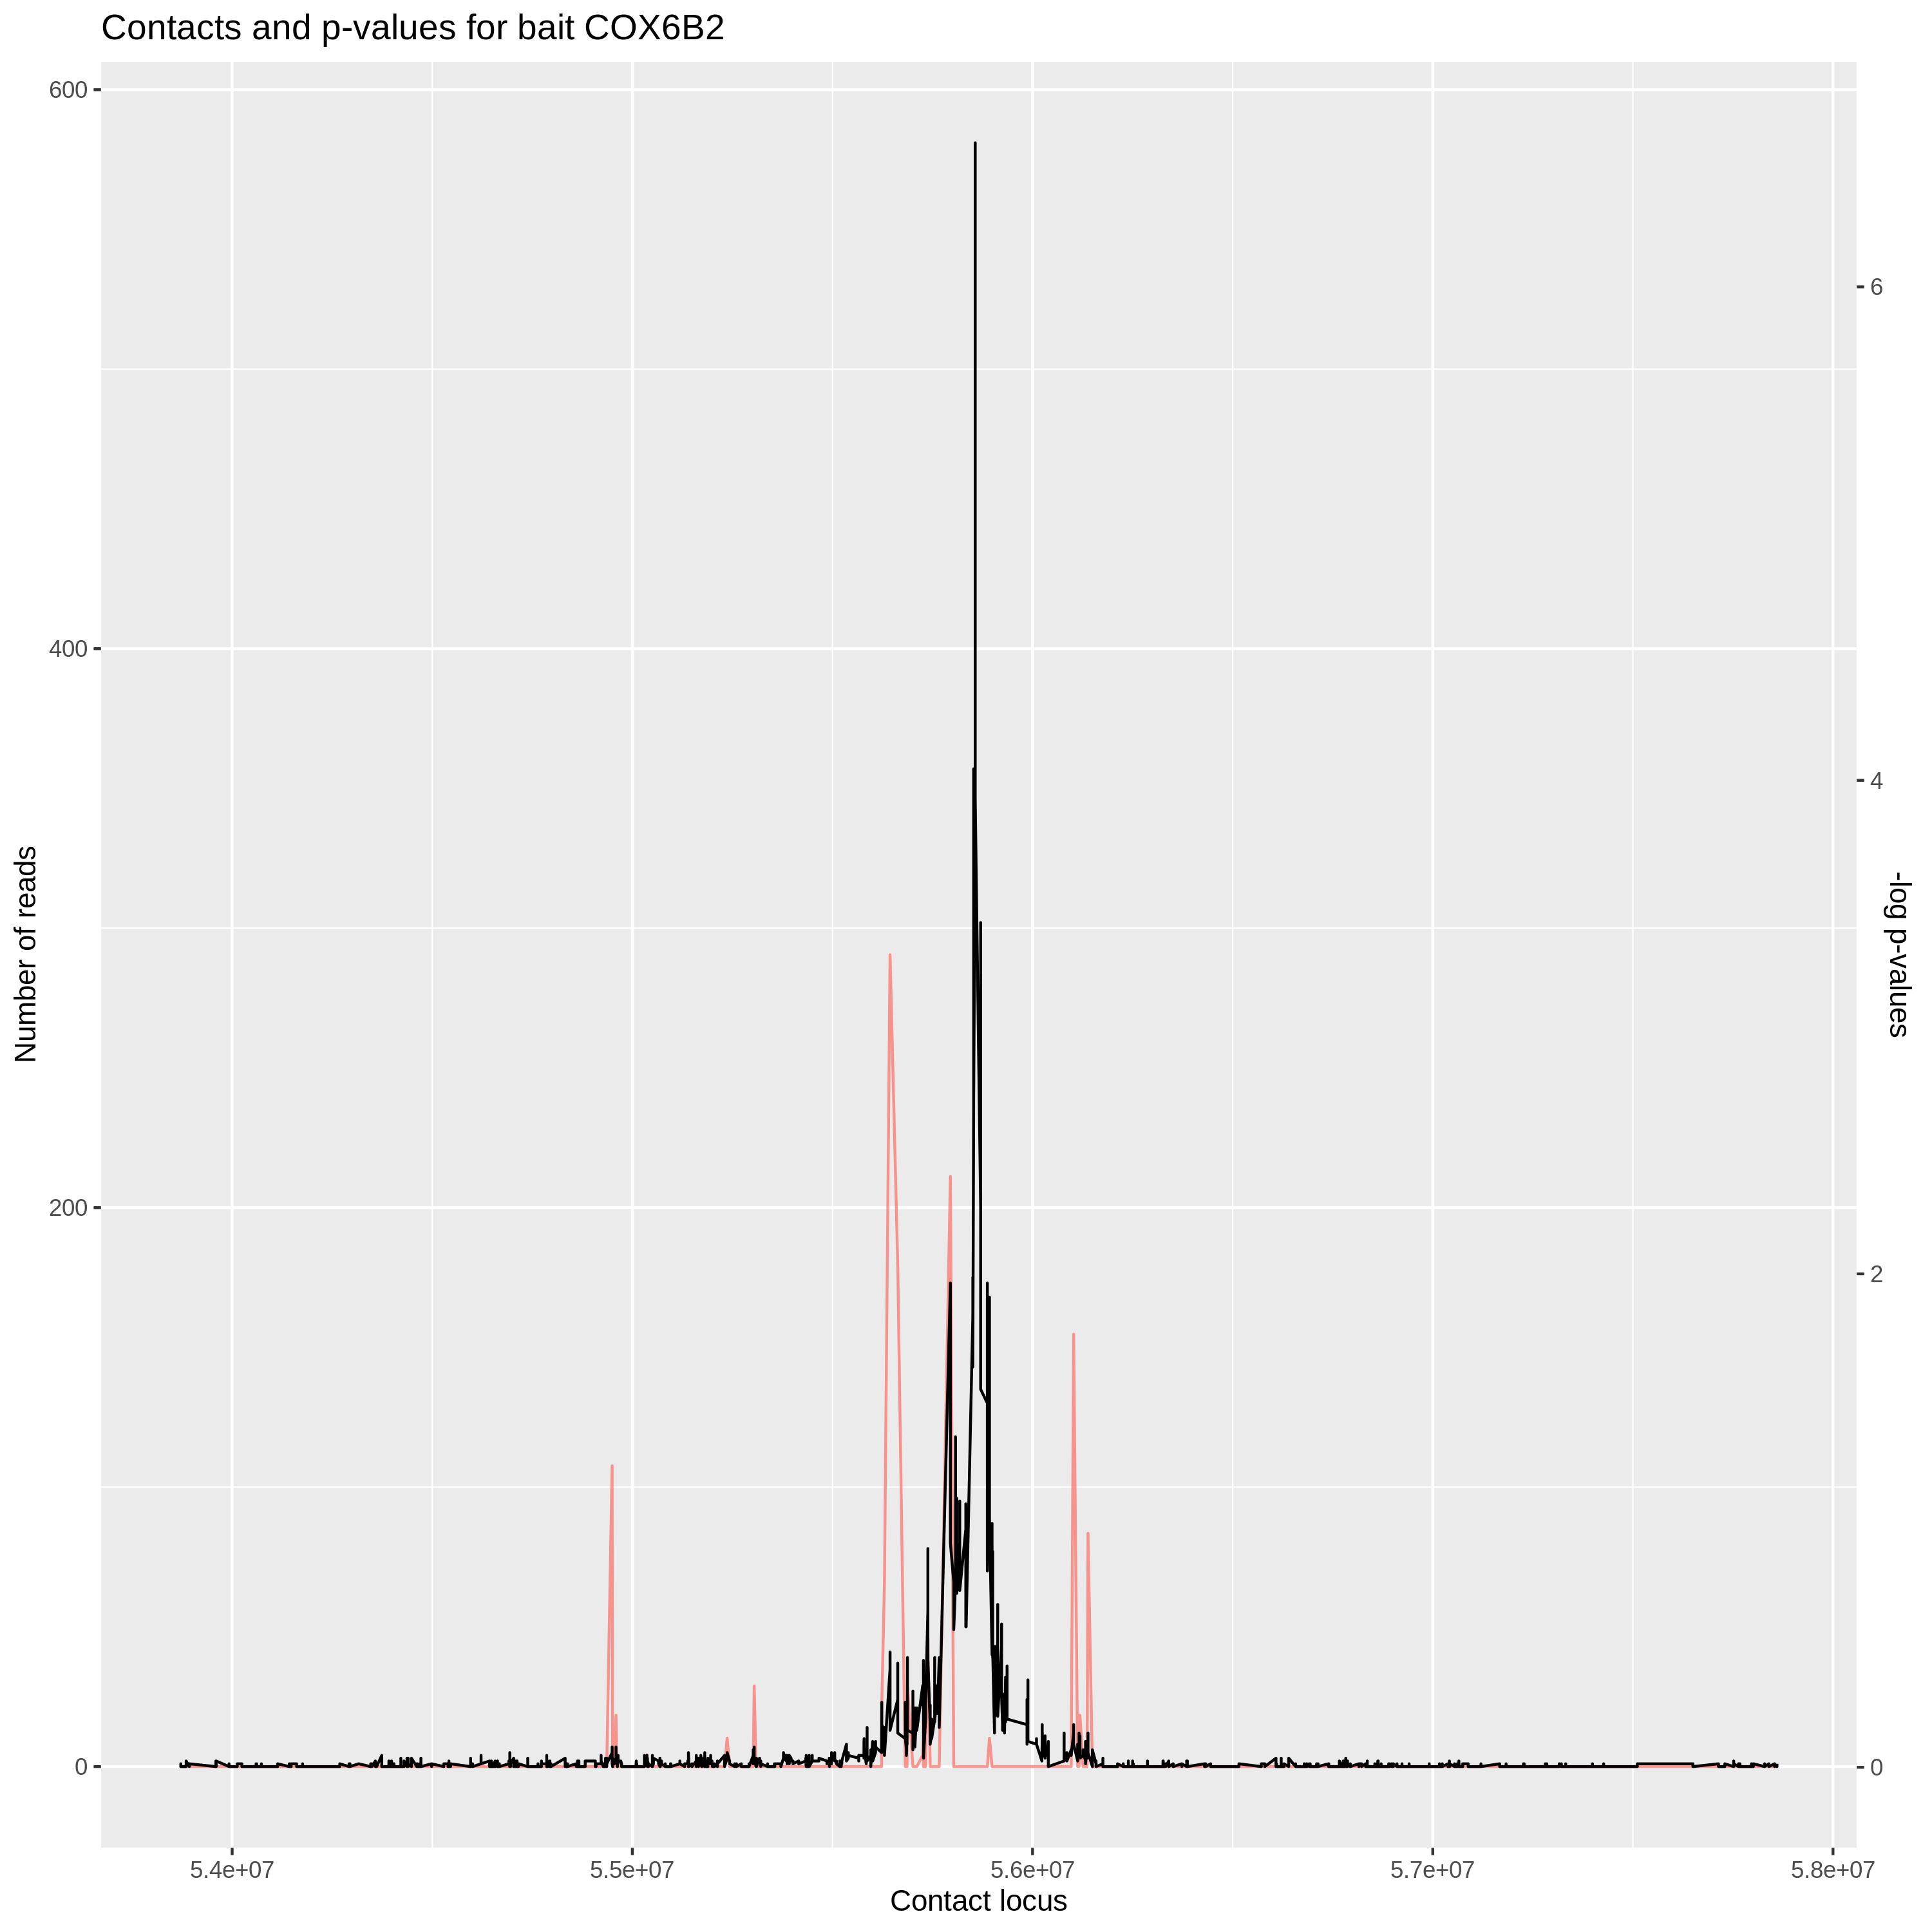 Contacts and p-values for bait COX6B2
600
400
200
0
Number of reads
6
4
2
0
-log p-values
5.4e+07
5.5e+07
5.6e+07
5.7e+07
5.8e+07
Contact locus